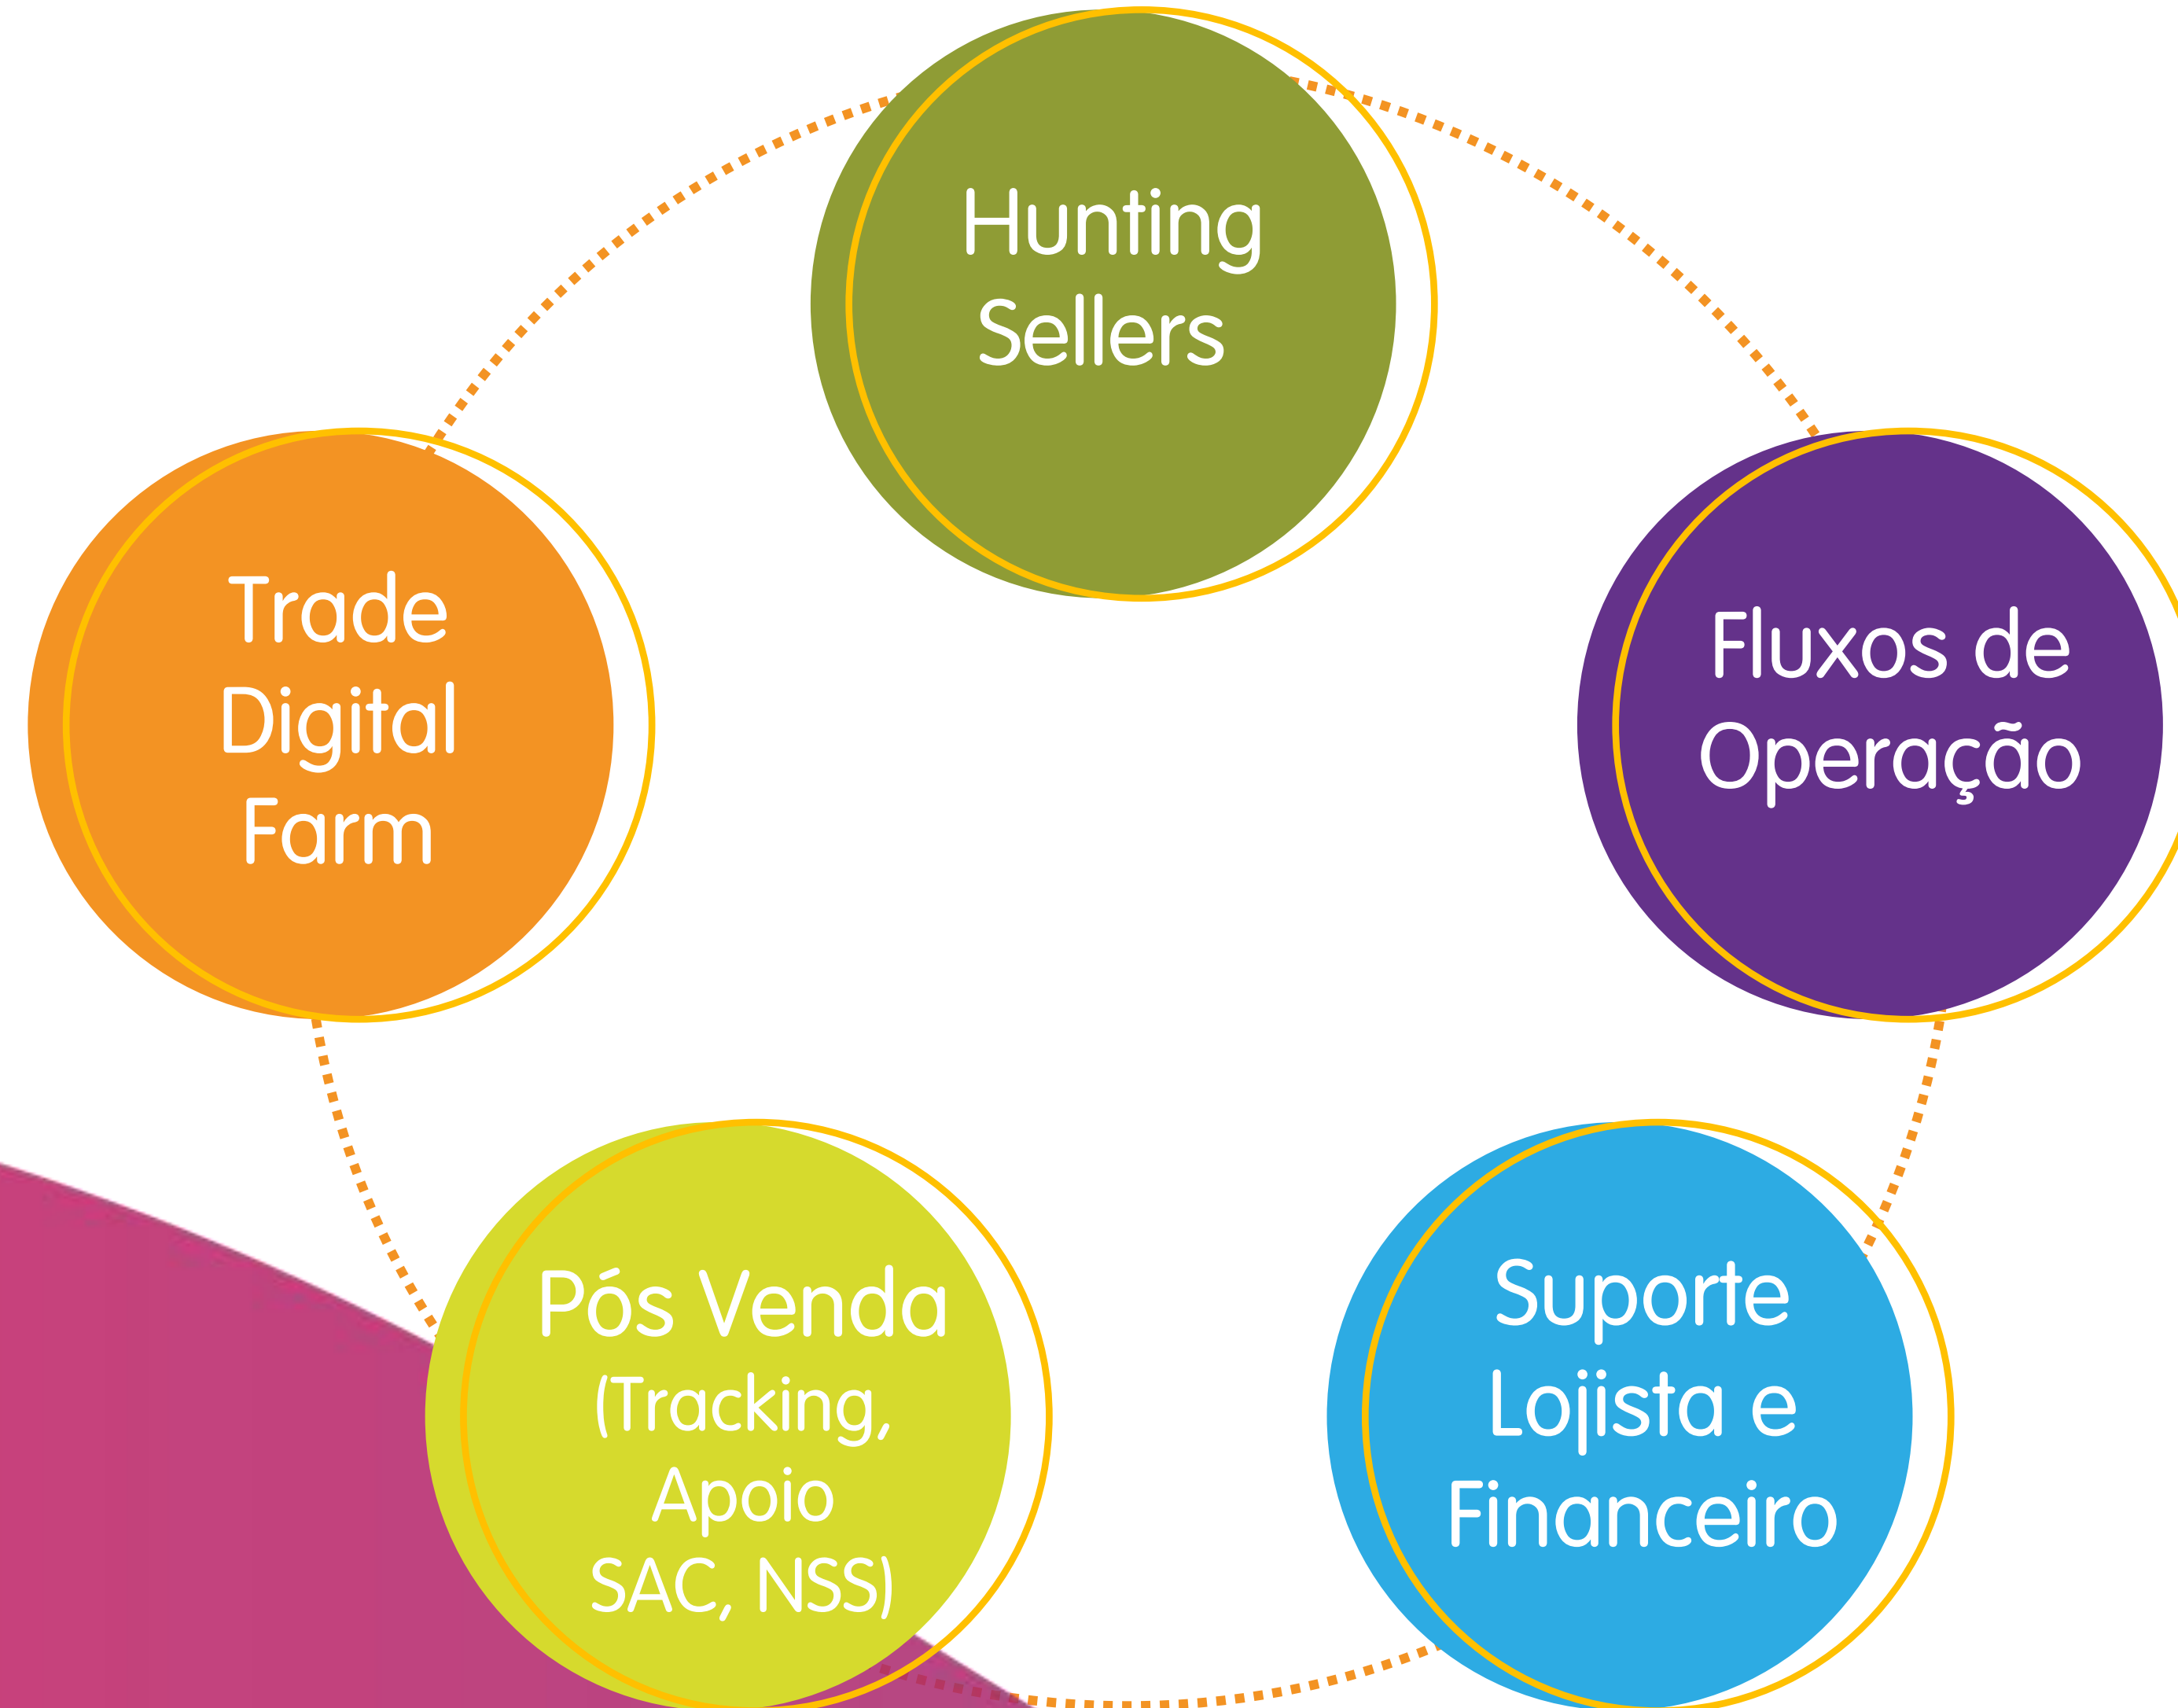 Hunting
Sellers
Trade
Digital
Farm
Fluxos de
Operação
Pós Venda
(Tracking,
Apoio
SAC, NSS)
Suporte
Lojista e
Financeiro